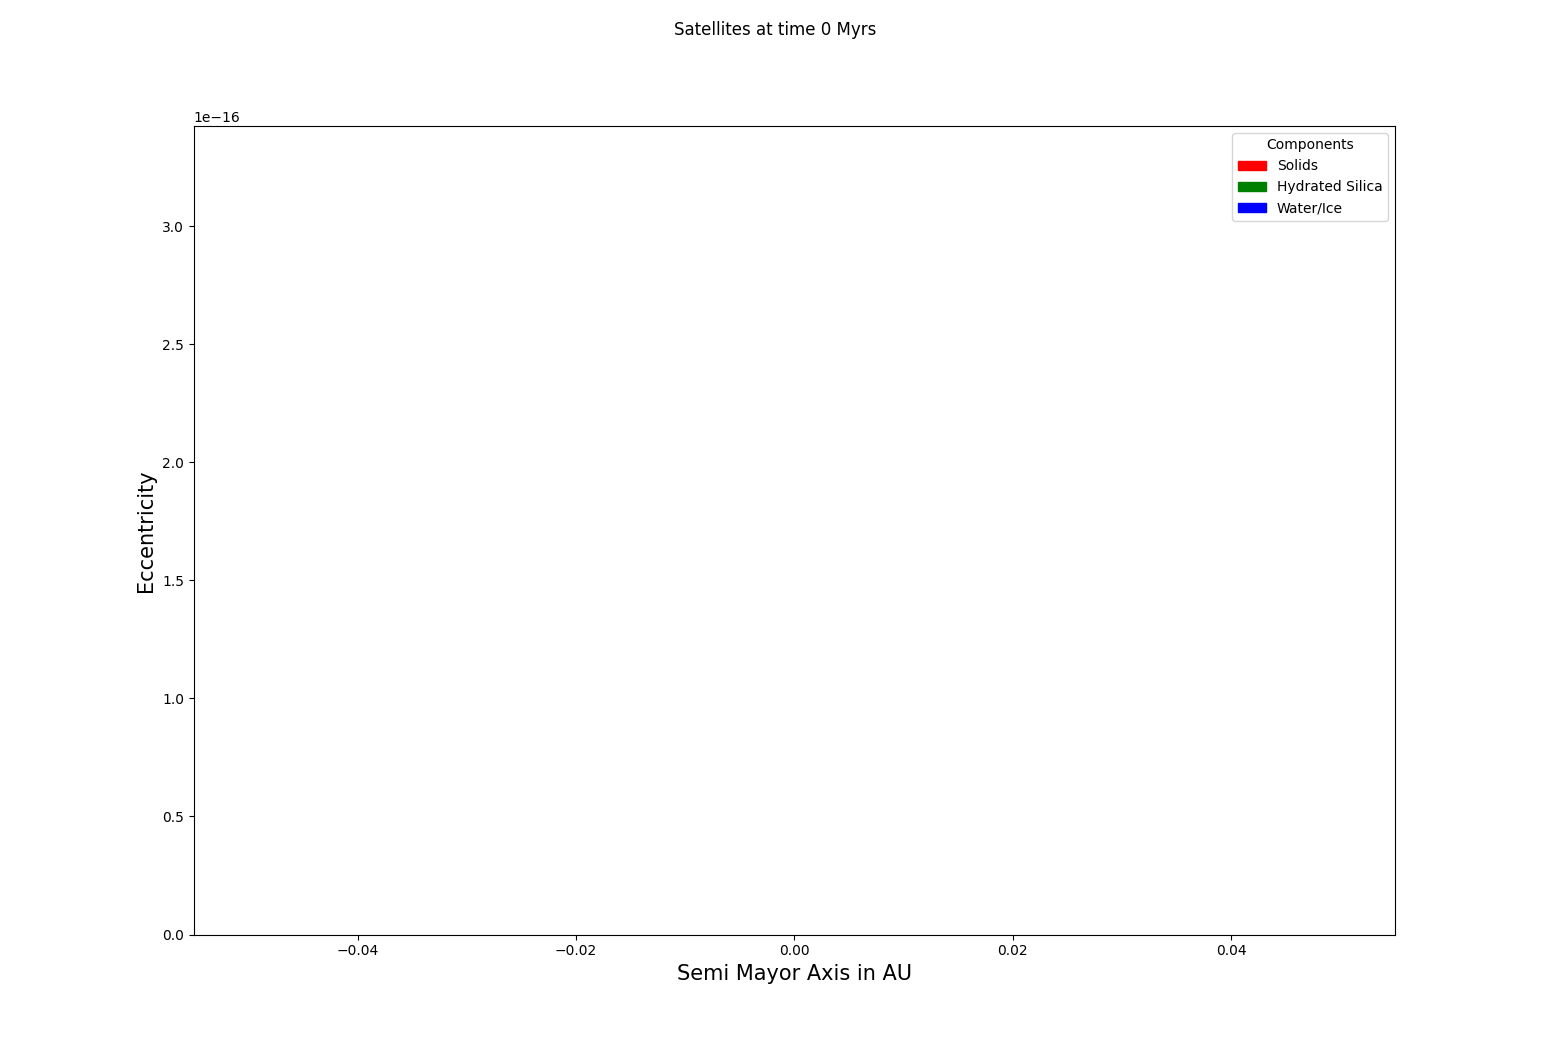 Satellites at time 0 Myrs
1e−16
Components
Solids
Hydrated Silica
Water/Ice
3.0
2.5
2.0
1.5
1.0
0.5
0.0
Eccentricity
−0.04
−0.02
0.00
0.02
0.04
Semi Mayor Axis in AU